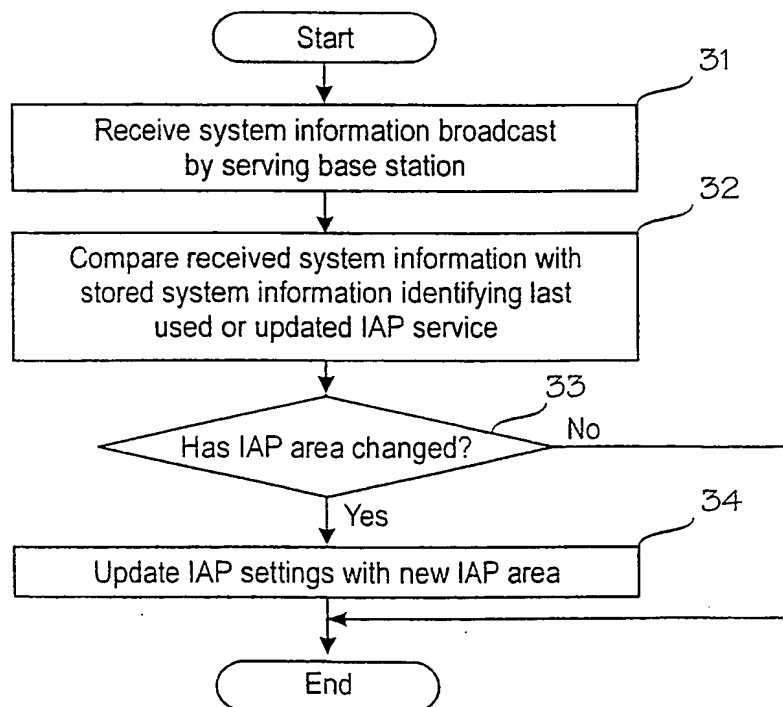 Start
31
Receive system information broadcast
by serving base station
32
Compare received system information with
stored system information identifying last
used or updated IAP service
33
Has IAP area changed?
No
Yes
34
Update IAP settings with new IAP area
End